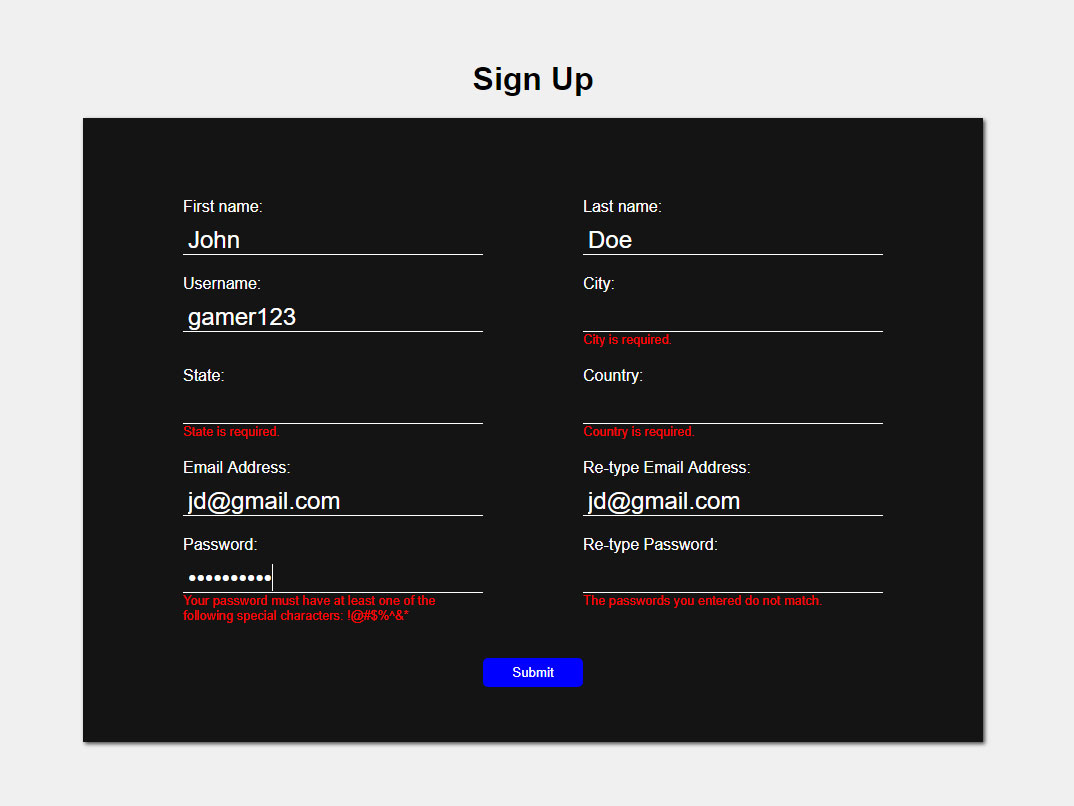 Sign Up
First name:
Last name:
John
Doe
Username:
City:
gamer123
City is required.
State:
Country:
State is required.
Country is required.
Email Address:
Re-type Email Address:
jd@gmail.com
jd@gmail.com
Password:
Re-type Password:
••••••••••
Your password must have at least one of the
following special characters: !@#$%^&*
The passwords you entered do not match.
Submit